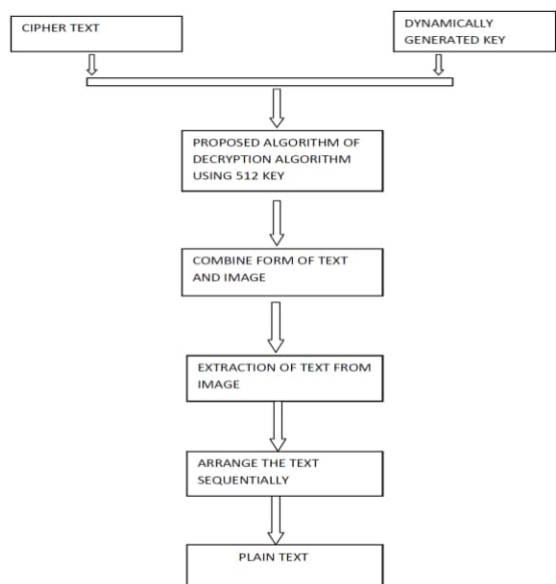 CIPHER TEXT
DYNAMICALLY
GENERATED KEY
PROPOSED ALGORITHM OF
DECRYPTION ALGORITHM
USING 512 KEY
COMBINE FORM OF TEXT
AND IMAGE
EXTRACTION OF TEXT FROM
IMAGE
ARRANGE THE TEXT
SEQUENTIALLY
PLAIN TEXT